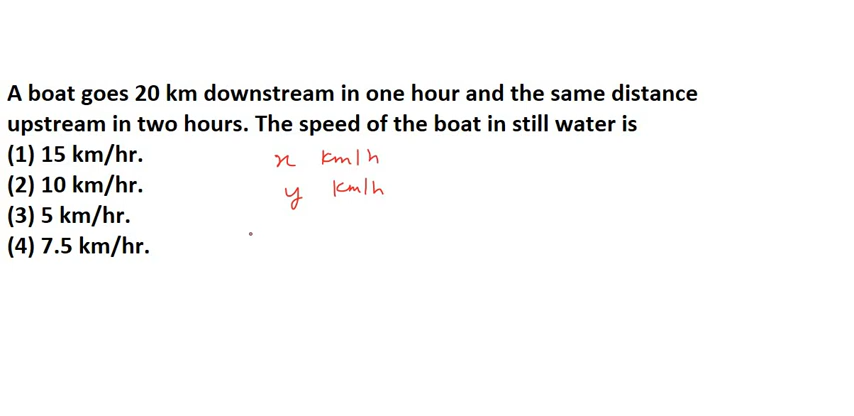 A boat goes 20 km downstream in one hour and the same distance
upstream in two hours. The speed of the boat in still water is
(1) 15 km/hr.
x km/h
(2) 10 km/hr.
y km/h
(3) 5 km/hr.
(4) 7.5 km/hr.